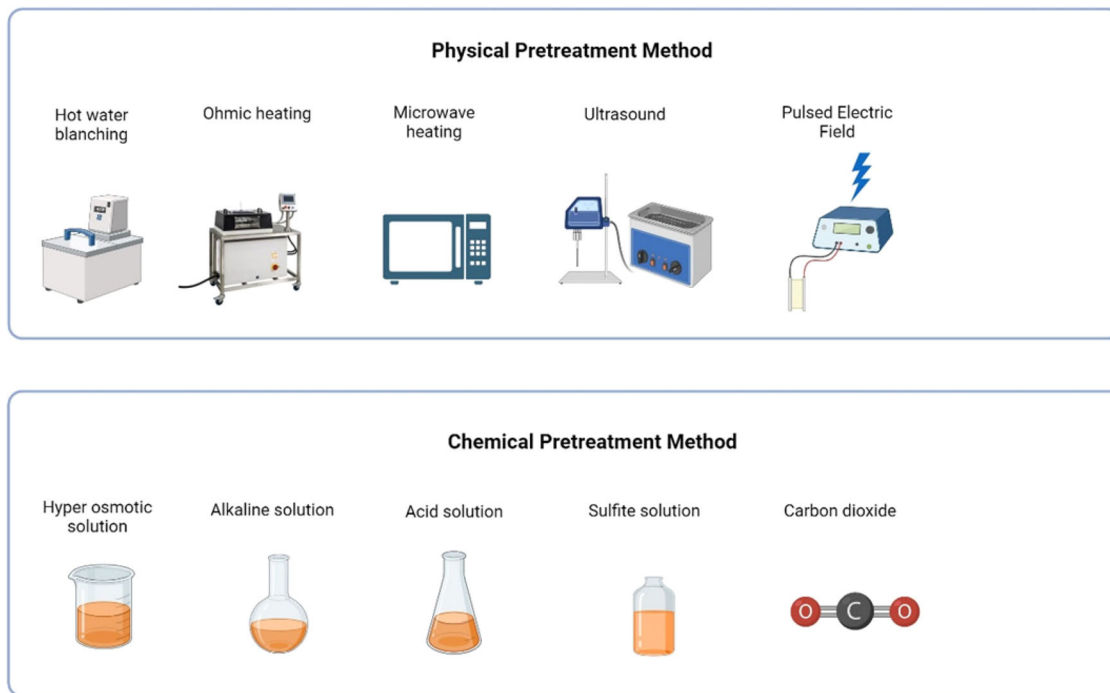 Physical Pretreatment Method
Hot water
blanching
Ohmic heating
Microwave
heating
Ultrasound
Pulsed Electric
Field
Chemical Pretreatment Method
Hyper osmotic
solution
Alkaline solution
Acid solution
Sulfite solution
Carbon dioxide
O C O